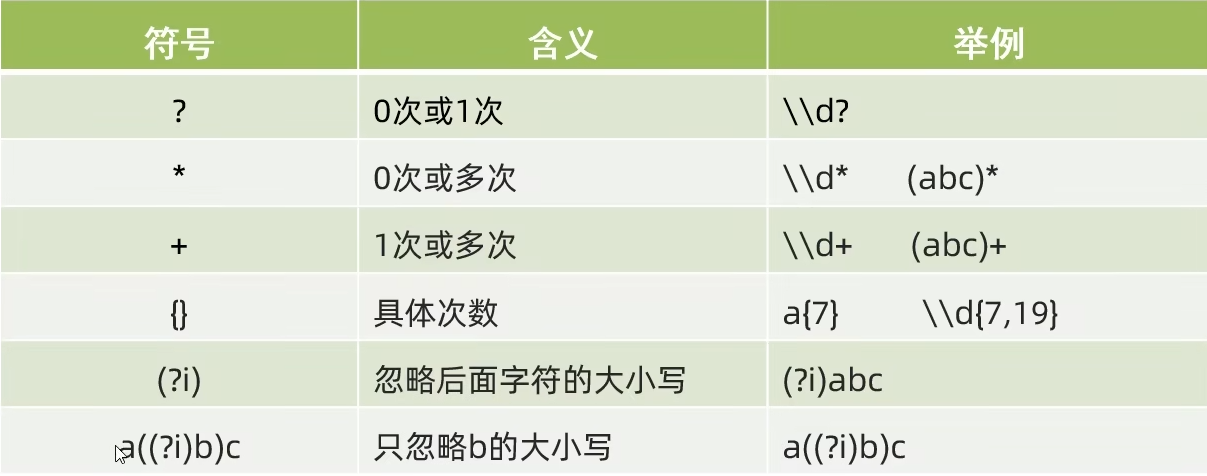 符号 含义 举例
? 0次或1次 \\d?
* 0次或多次 \\d* (abc)*
+ 1次或多次 \\d+ (abc)+
{} 具体次数 a{7} \\d{7,19}
(?i) 忽略后面字符的大小写 (?i)abc
a((?i)b)c 只忽略b的大小写 a((?i)b)c